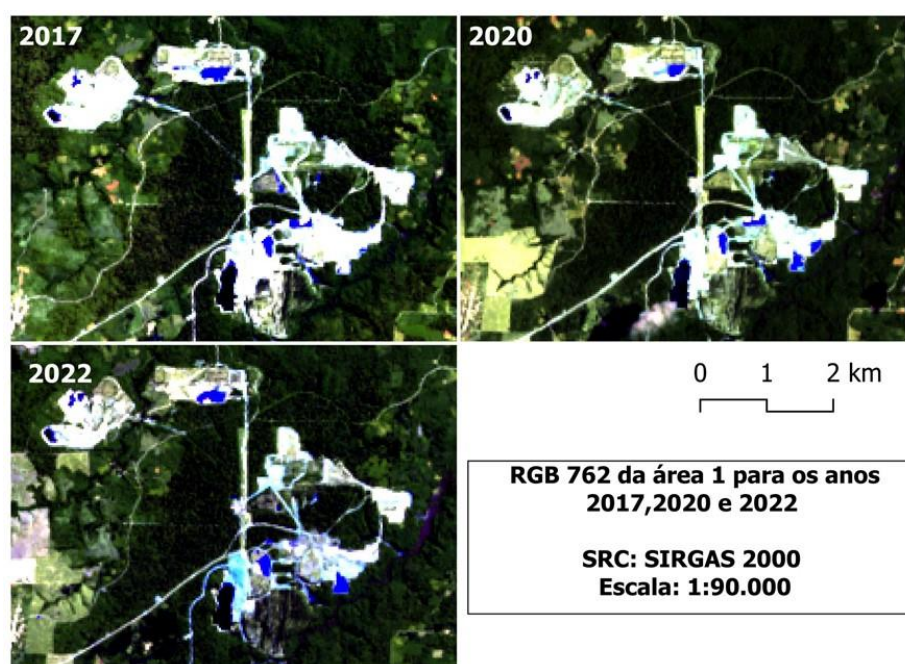 2017
2020
2022
0 1 2 km
RGB 762 da área 1 para os anos
2017,2020 e 2022
SRC: SIRGAS 2000
Escala: 1:90.000